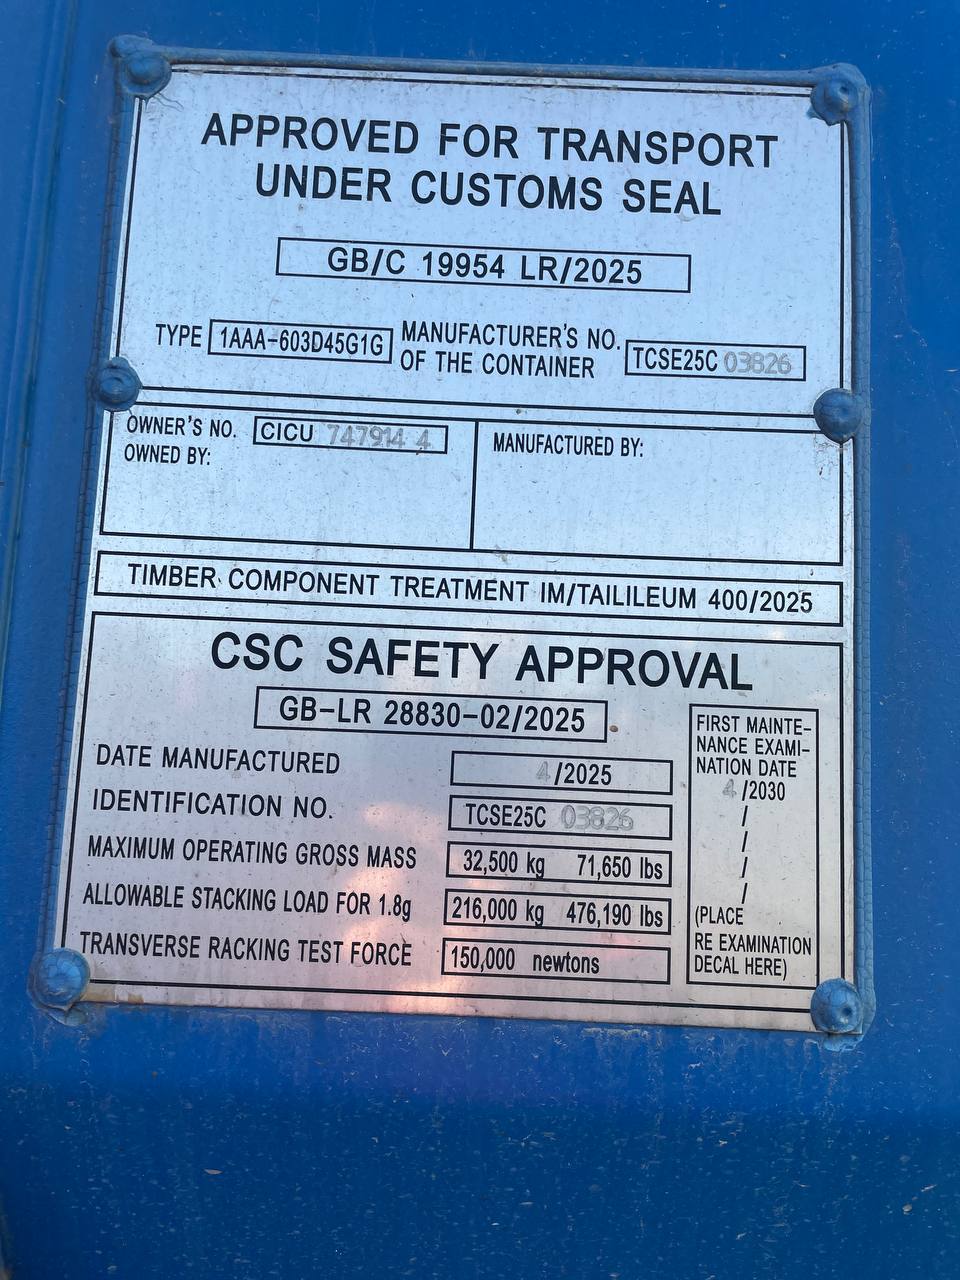 APPROVED FOR TRANSPORT
UNDER CUSTOMS SEAL
GB/C 19954 LR/2025
TYPE 1AAA-603D45G1G MANUFACTURER'S NO. OF THE CONTAINER TCSE25C 03826
OWNER'S NO. CICU 747914 4
OWNED BY:
MANUFACTURED BY:
TIMBER COMPONENT TREATMENT IM/TAILILEUM 400/2025
CSC SAFETY APPROVAL
GB-LR 28830-02/2025
DATE MANUFACTURED 4/2025
IDENTIFICATION NO. TCSE25C 03826
MAXIMUM OPERATING GROSS MASS 32,500 kg 71,650 lbs
ALLOWABLE STACKING LOAD FOR 1.8g 216,000 kg 476,190 lbs
TRANSVERSE RACKING TEST FORCE 150,000 newtons
FIRST MAINTE-
NANCE EXAMI-
NATION DATE
4 /2030
/
/
/
/
(PLACE
RE EXAMINATION
DECAL HERE)